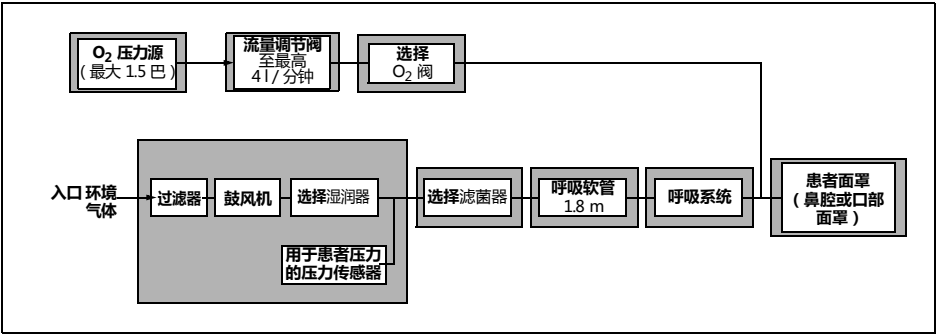 O2 压力源
（最大 1.5 巴）
流量调节阀
至最高
4 l / 分钟
选择
O2 阀
入口 环境
气体
过滤器
鼓风机
选择湿润器
用于患者压力
的压力传感器
选择滤菌器
呼吸软管
1.8 m
呼吸系统
患者面罩
（鼻腔或口部
面罩）